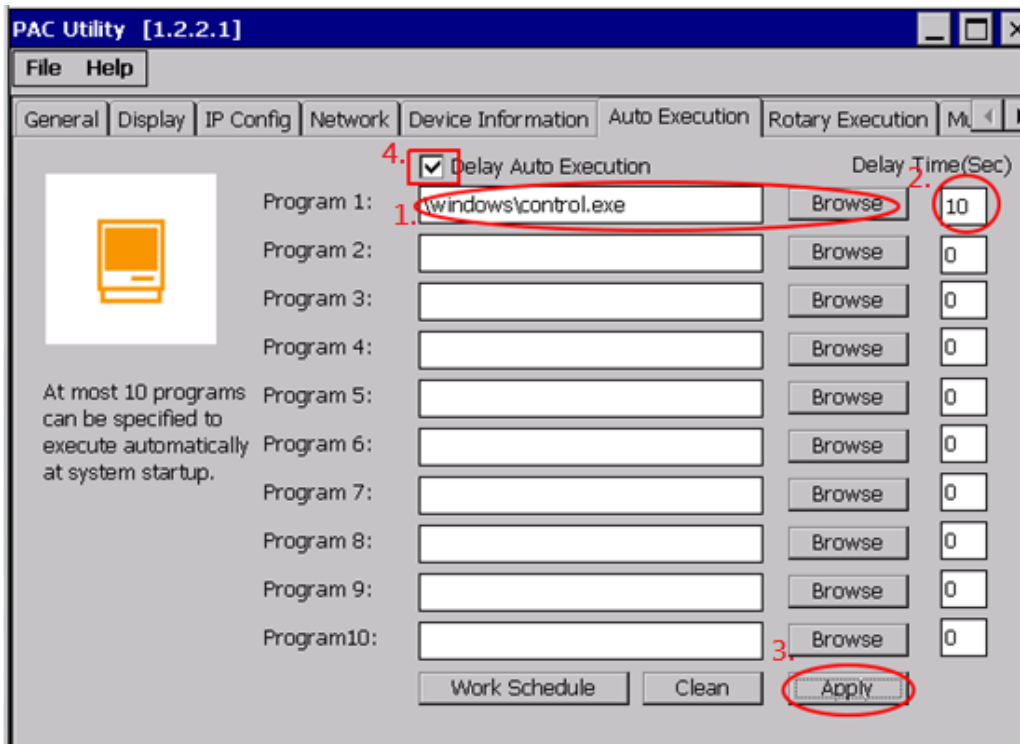 PAC Utility [1.2.2.1]
File Help
General Display IP Config Network Device Information Auto Execution Rotary Execution
4. Delay Auto Execution Delay Time(Sec)
Program 1: 1. \windows\control.exe Browse 2. 10
Program 2: Browse 0
Program 3: Browse 0
Program 4: Browse 0
At most 10 programs
can be specified to
execute automatically
at system startup.
Program 5: Browse 0
Program 6: Browse 0
Program 7: Browse 0
Program 8: Browse 0
Program 9: Browse 0
Program10: Browse 0
3.
Work Schedule Clean Apply